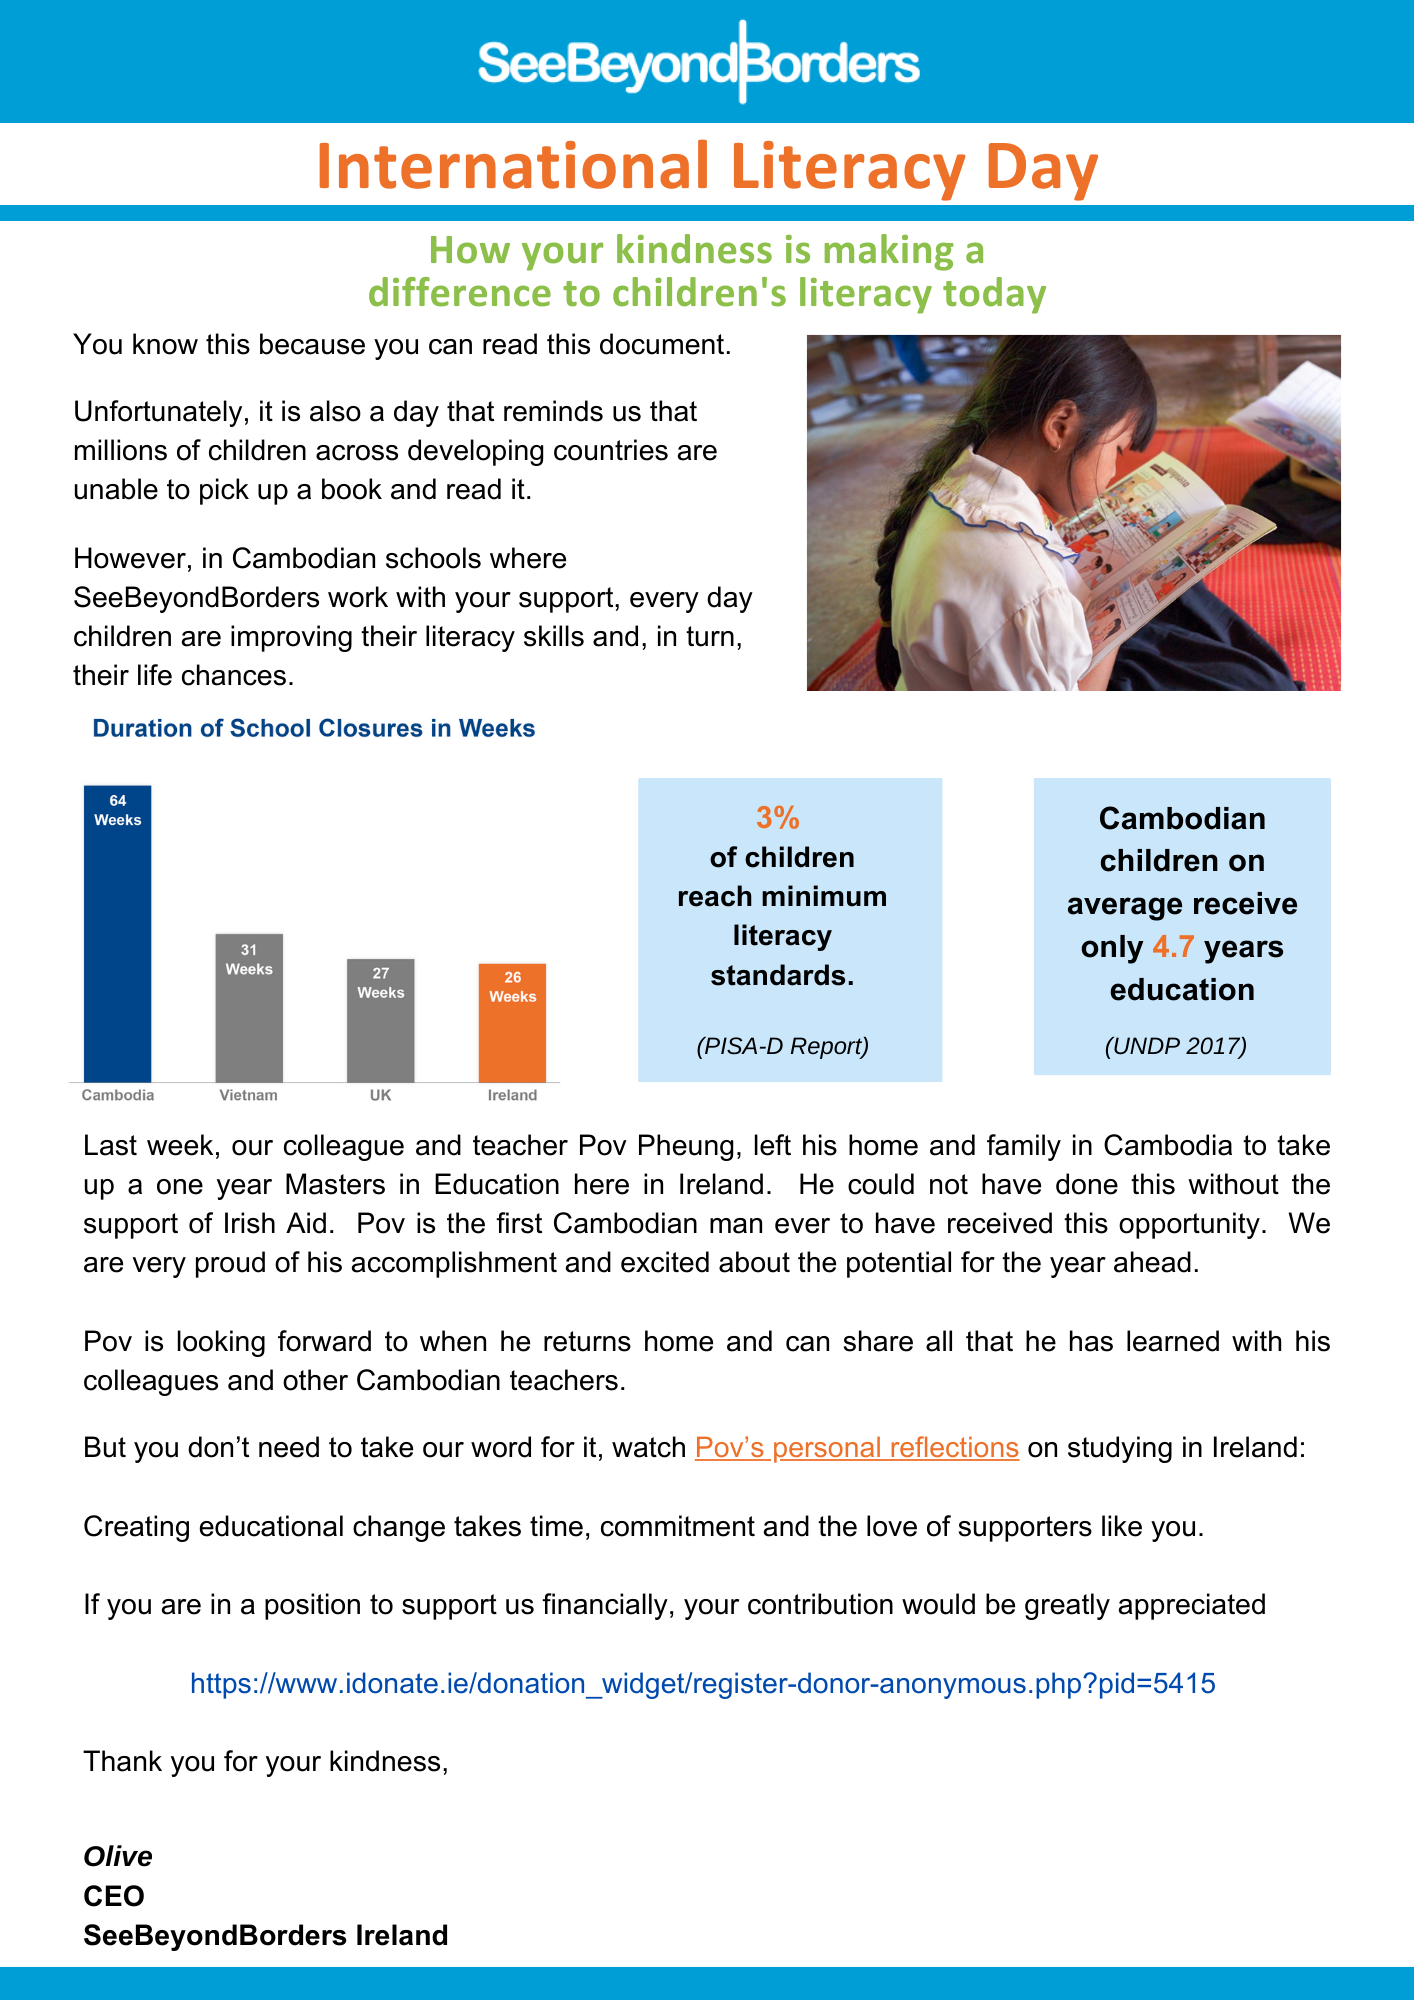 SeeBeyondBorders
International Literacy Day
How your kindness is making a
difference to children's literacy today
You know this because you can read this document.
Unfortunately, it is also a day that reminds us that
millions of children across developing countries are
unable to pick up a book and read it.
However, in Cambodian schools where
SeeBeyondBorders work with your support, every day
children are improving their literacy skills and, in turn,
their life chances.
Duration of School Closures in Weeks
64
Weeks
31
Weeks
27
Weeks
26
Weeks
Cambodia
Vietnam
UK
Ireland
3%
of children
reach minimum
literacy
standards.
(PISA-D Report)
Cambodian
children on
average receive
only 4.7 years
education
(UNDP 2017)
Last week, our colleague and teacher Pov Pheung, left his home and family in Cambodia to take
up a one year Masters in Education here in Ireland. He could not have done this without the
support of Irish Aid. Pov is the first Cambodian man ever to have received this opportunity. We
are very proud of his accomplishment and excited about the potential for the year ahead.
Pov is looking forward to when he returns home and can share all that he has learned with his
colleagues and other Cambodian teachers.
But you don’t need to take our word for it, watch Pov’s personal reflections on studying in Ireland:
Creating educational change takes time, commitment and the love of supporters like you.
If you are in a position to support us financially, your contribution would be greatly appreciated
https://www.idonate.ie/donation_widget/register-donor-anonymous.php?pid=5415
Thank you for your kindness,
Olive
CEO
SeeBeyondBorders Ireland